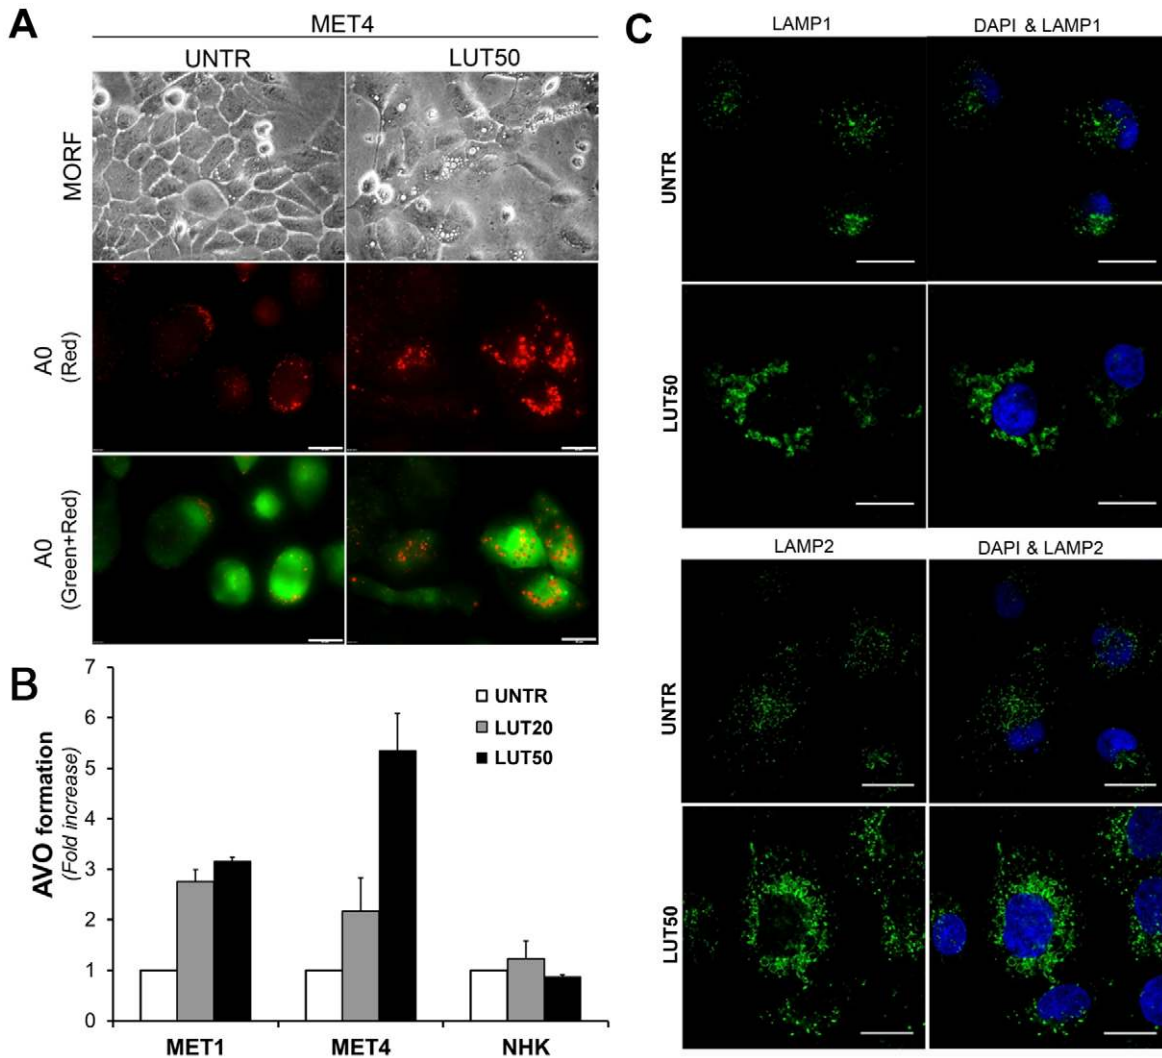 A
MET4
UNTR
LUT50
MORF
A0
(Red)
A0
(Green+Red)
B
AVO formation
(Fold increase)
7
6
5
4
3
2
1
0
UNTR
LUT20
LUT50
MET1
MET4
NHK
C
LAMP1
DAPI & LAMP1
UNTR
LUT50
LAMP2
DAPI & LAMP2
UNTR
LUT50